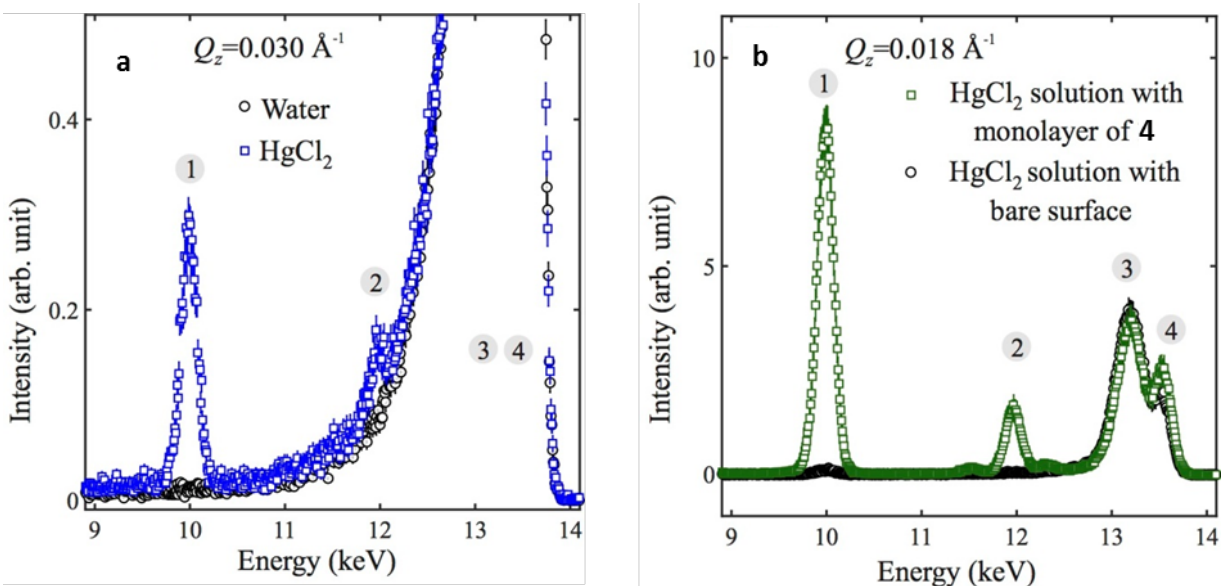 a
Qz=0.030 Å-1
Water
HgCl2
1
2
3 4
0.4
0.2
0
Intensity (arb. unit)
9 10 11 12 13 14
Energy (keV)
b
Qz=0.018 Å-1
1
HgCl2 solution with
monolayer of 4
HgCl2 solution with
bare surface
2
3
4
10
5
0
Intensity (arb. unit)
9 10 11 12 13 14
Energy (keV)